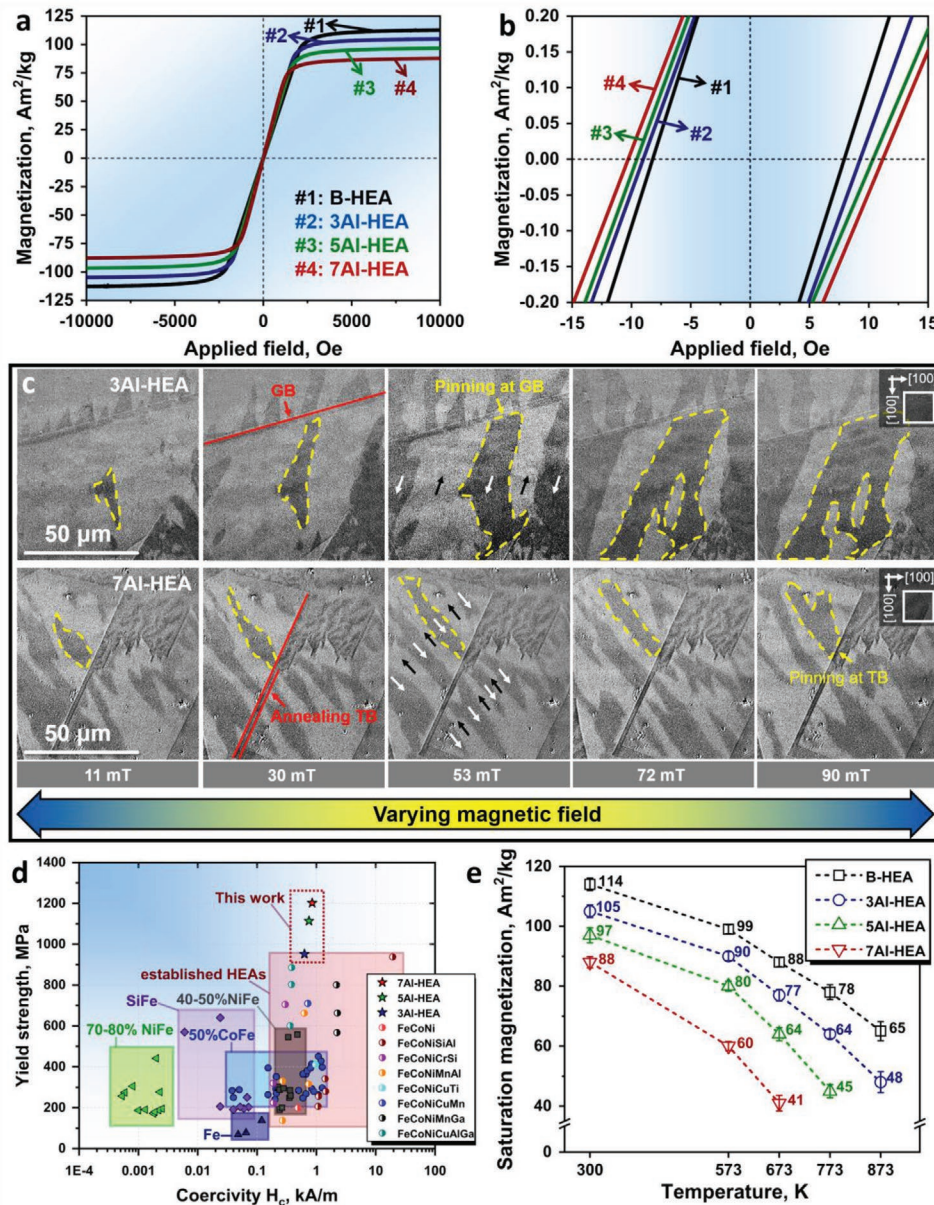 a
Magnetization, Am²/kg
125
100
75
50
25
0
-25
-50
-75
-100
-125
#1
#2
#3
#4
#1: B-HEA
#2: 3Al-HEA
#3: 5Al-HEA
#4: 7Al-HEA
-10000 -5000 0 5000 10000
Applied field, Oe
b
Magnetization, Am²/kg
0.20
0.15
0.10
0.05
0.00
-0.05
-0.10
-0.15
0.20
#4
#1
#3
#2
-15 -10 -5 0 5 10 15
Applied field, Oe
c
3Al-HEA
50 µm
GB
Pinning at GB
[100]
[100]
7Al-HEA
50 µm
Annealing TB
Pinning at TB
[100]
[100]
11 mT 30 mT 53 mT 72 mT 90 mT
Varying magnetic field
d
Yield strength, MPa
1400
1200
1000
800
600
400
200
0
This work
established HEAs
SiFe
40-50%NiFe
70-80% NiFe
50%CoFe
Fe
7Al-HEA
5Al-HEA
3Al-HEA
FeCoNi
FeCoNiSiAl
FeCoNiCrSi
FeCoNiMnAl
FeCoNiCuTi
FeCoNiCuMn
FeCoNiMnGa
FeCoNiCuAlGa
1E-4 0.001 0.01 0.1 1 10 100
Coercivity H_C, kA/m
e
Saturation magnetization, Am²/kg
120
100
80
60
40
B-HEA
3Al-HEA
5Al-HEA
7Al-HEA
114
105
97
88
99
90
80
60
88
77
64
41
78
64
45
65
48
300 573 673 773 873
Temperature, K